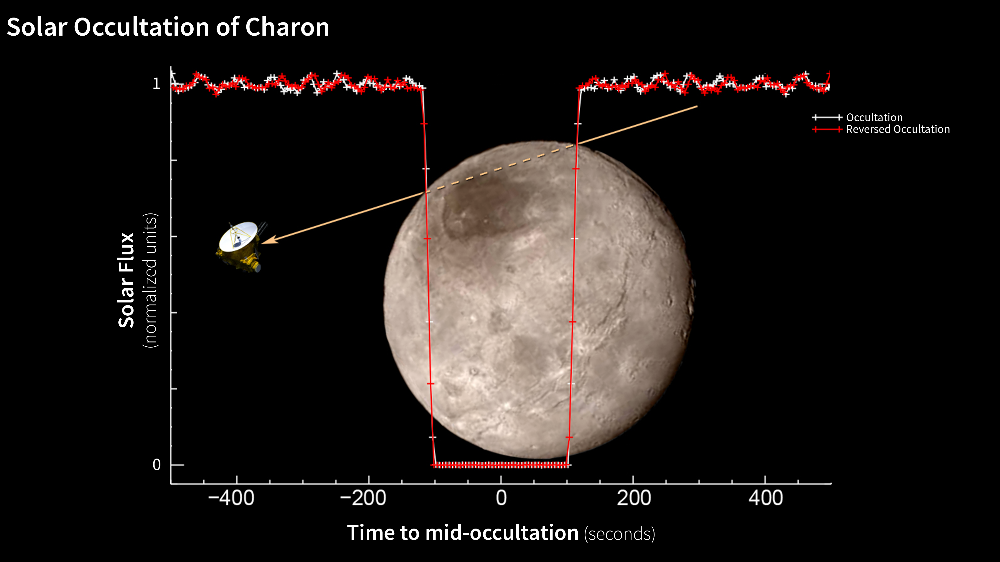 Solar Occultation of Charon
1
Occultation
Reversed Occultation
Solar Flux
(normalized units)
0
−400 −200 0 200 400
Time to mid-occultation (seconds)